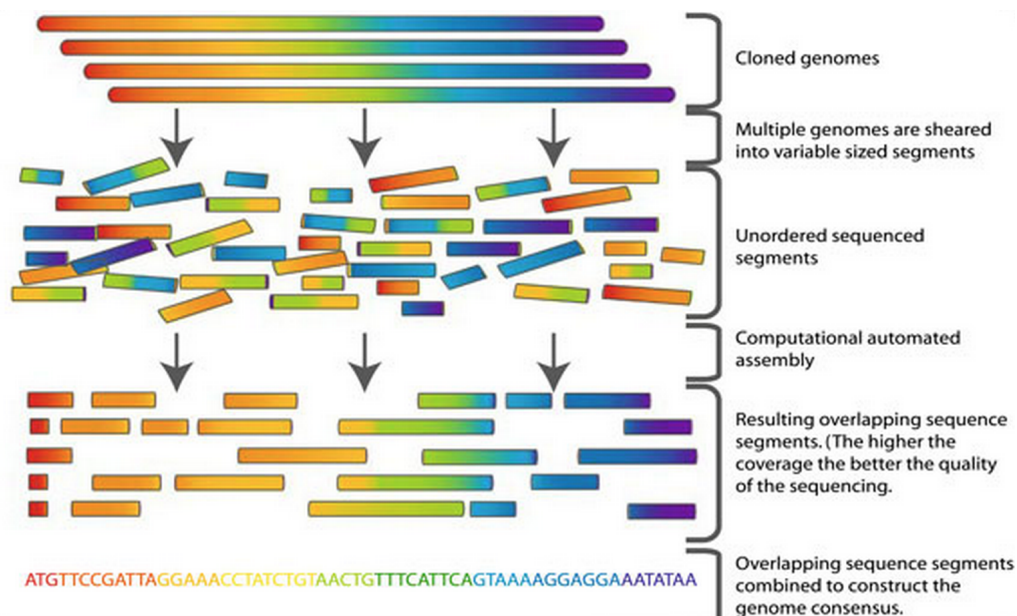 Cloned genomes
Multiple genomes are sheared
into variable sized segments
Unordered sequenced
segments
Computational automated
assembly
Resulting overlapping sequence
segments. (The higher the
coverage the better the quality
of the sequencing.
ATGTTCCGATTAGGAAACCTATCTGTAACTGTTTCATTCAGTAAAAGGAGGAAATATAA
Overlapping sequence segments
combined to construct the
genome consensus.